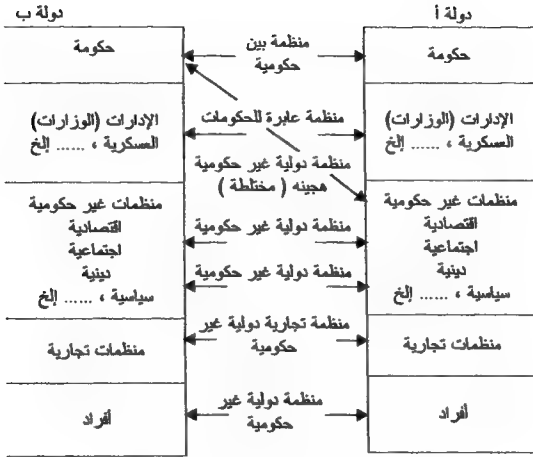 دولة أ
دولة ب
حكومة
منظمة بين
حكومية
حكومة
الإدارات (الوزارات)
العسكرية ، ...... إلخ
منظمة عابرة للحكومات
الإدارات (الوزارات)
العسكرية ، ...... إلخ
منظمة دولية غير حكومية
هجينه ( مختلطة )
منظمات غير حكومية
اقتصادية
اجتماعية
دينية
سياسية ، ...... إلخ
منظمة دولية غير حكومية
منظمة دولية غير حكومية
منظمات غير حكومية
اقتصادية
اجتماعية
دينية
سياسية ، ...... إلخ
منظمات تجارية
منظمة تجارية دولية غير
حكومية
منظمات تجارية
أفراد
منظمة دولية غير
حكومية
أفراد